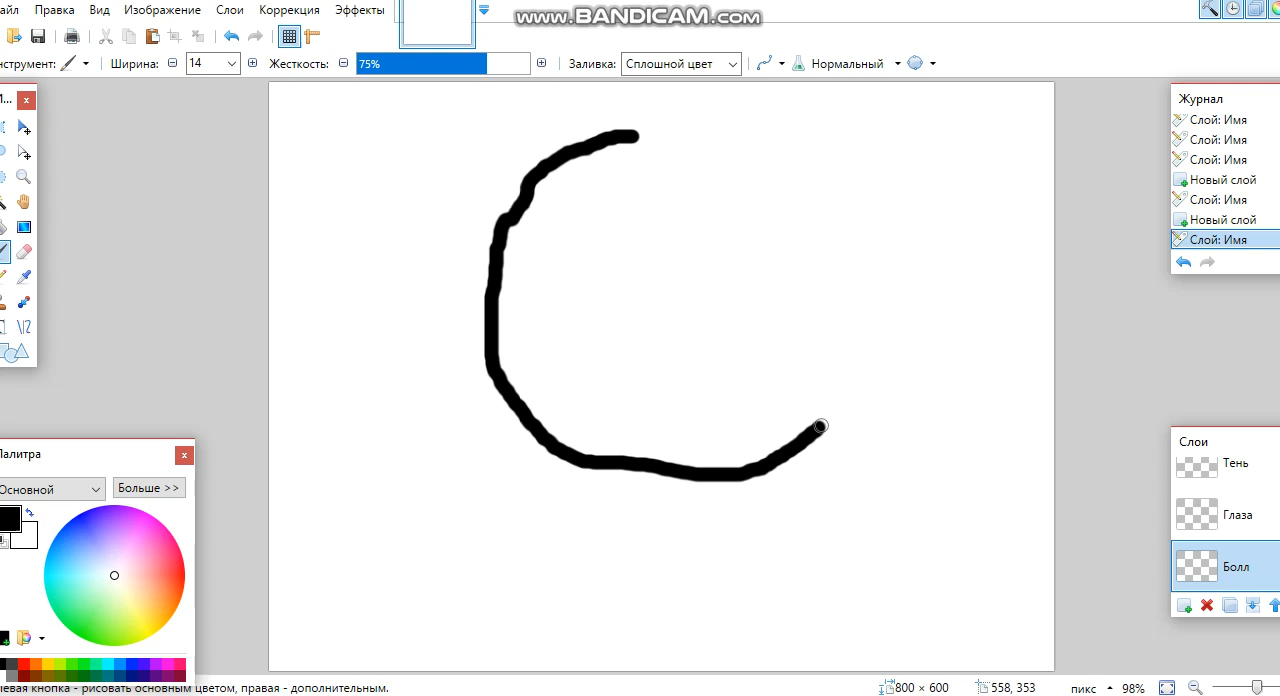 айл Правка Вид Изображение Слои Коррекция Эффекты
www.BANDICAM.com
нструмент: Ширина: 14 Жесткость: 75% Заливка: Сплошной цвет Нормальный
И...
Журнал
Слой: Имя
Слой: Имя
Слой: Имя
Новый слой
Слой: Имя
Новый слой
Слой: Имя
Палитра
Основной Больше >>
Слои
Тень
Глаза
Болл
левая кнопка - рисовать основным цветом, правая - дополнительным. 800 × 600 558, 353 пикс 98%